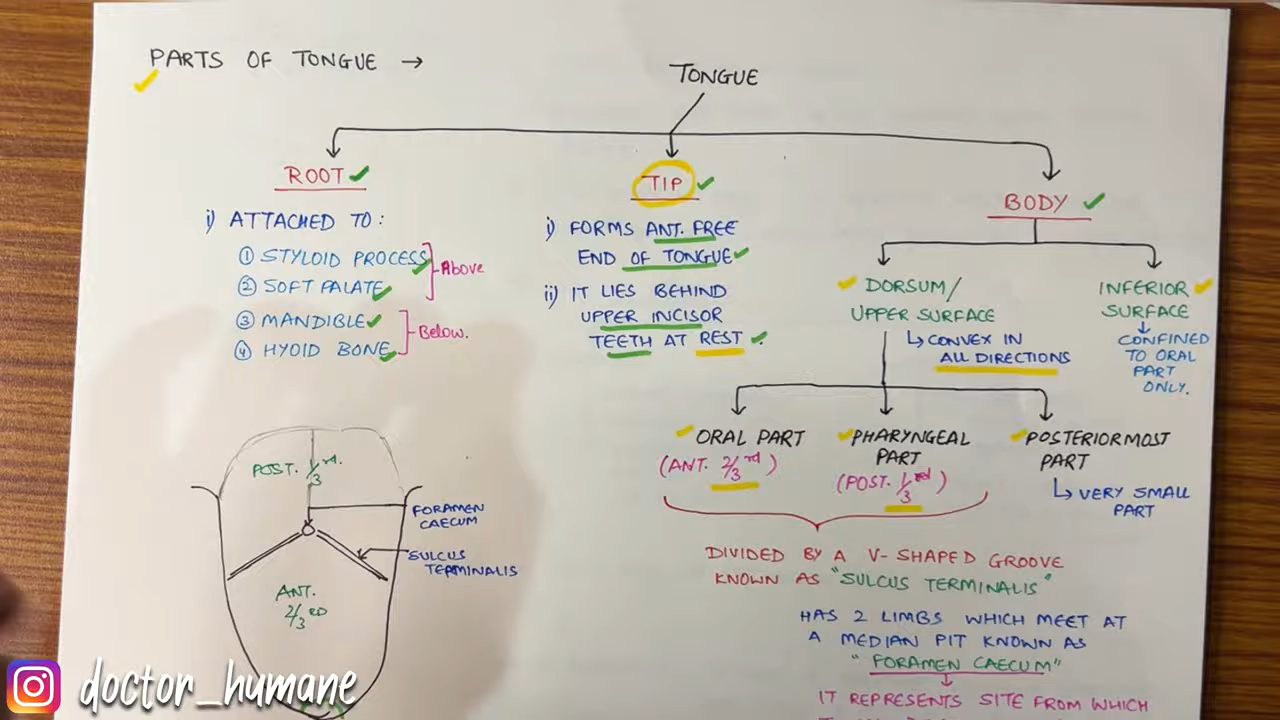 PARTS OF TONGUE →
TONGUE
ROOT
i) ATTACHED TO:
① STYLOID PROCESS
② SOFT PALATE
Above
③ MANDIBLE
④ HYOID BONE
Below.
TIP
i) FORMS ANT. FREE
END OF TONGUE
ii) IT LIES BEHIND
UPPER INCISOR
TEETH AT REST
BODY
DORSUM/
UPPER SURFACE
↳ CONVEX IN
ALL DIRECTIONS
INFERIOR
SURFACE
↓
CONFINED
TO ORAL
PART
ONLY.
ORAL PART
(ANT. 2/3rd)
PHARYNGEAL
PART
(POST. 1/3rd)
POSTERIORMOST
PART
↳ VERY SMALL
PART
DIVIDED BY A V-SHAPED GROOVE
KNOWN AS "SULCUS TERMINALIS"
HAS 2 LIMBS WHICH MEET AT
A MEDIAN PIT KNOWN AS
"FORAMEN CAECUM"
IT REPRESENTS SITE FROM WHICH
POST. 1/3rd.
FORAMEN
CAECUM
SULCUS
TERMINALIS
ANT.
2/3RD
doctor_humane